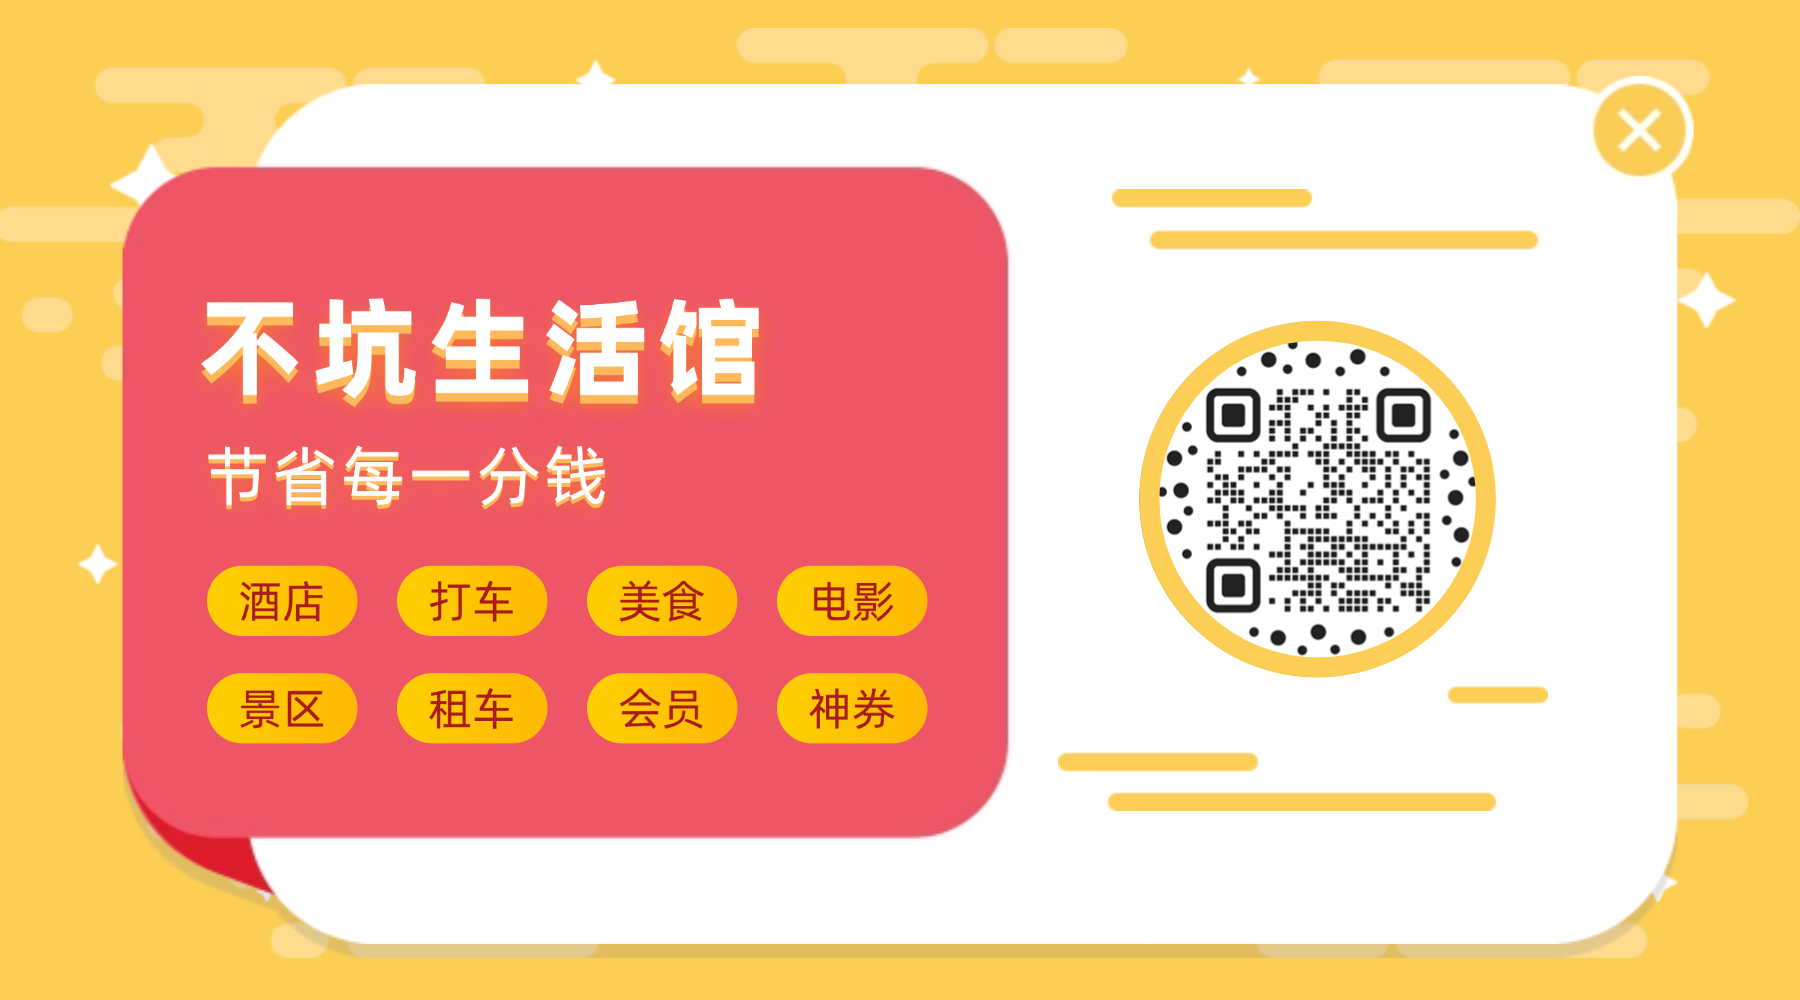 不坑生活馆
节省每一分钱
酒店 打车 美食 电影
景区 租车 会员 神券